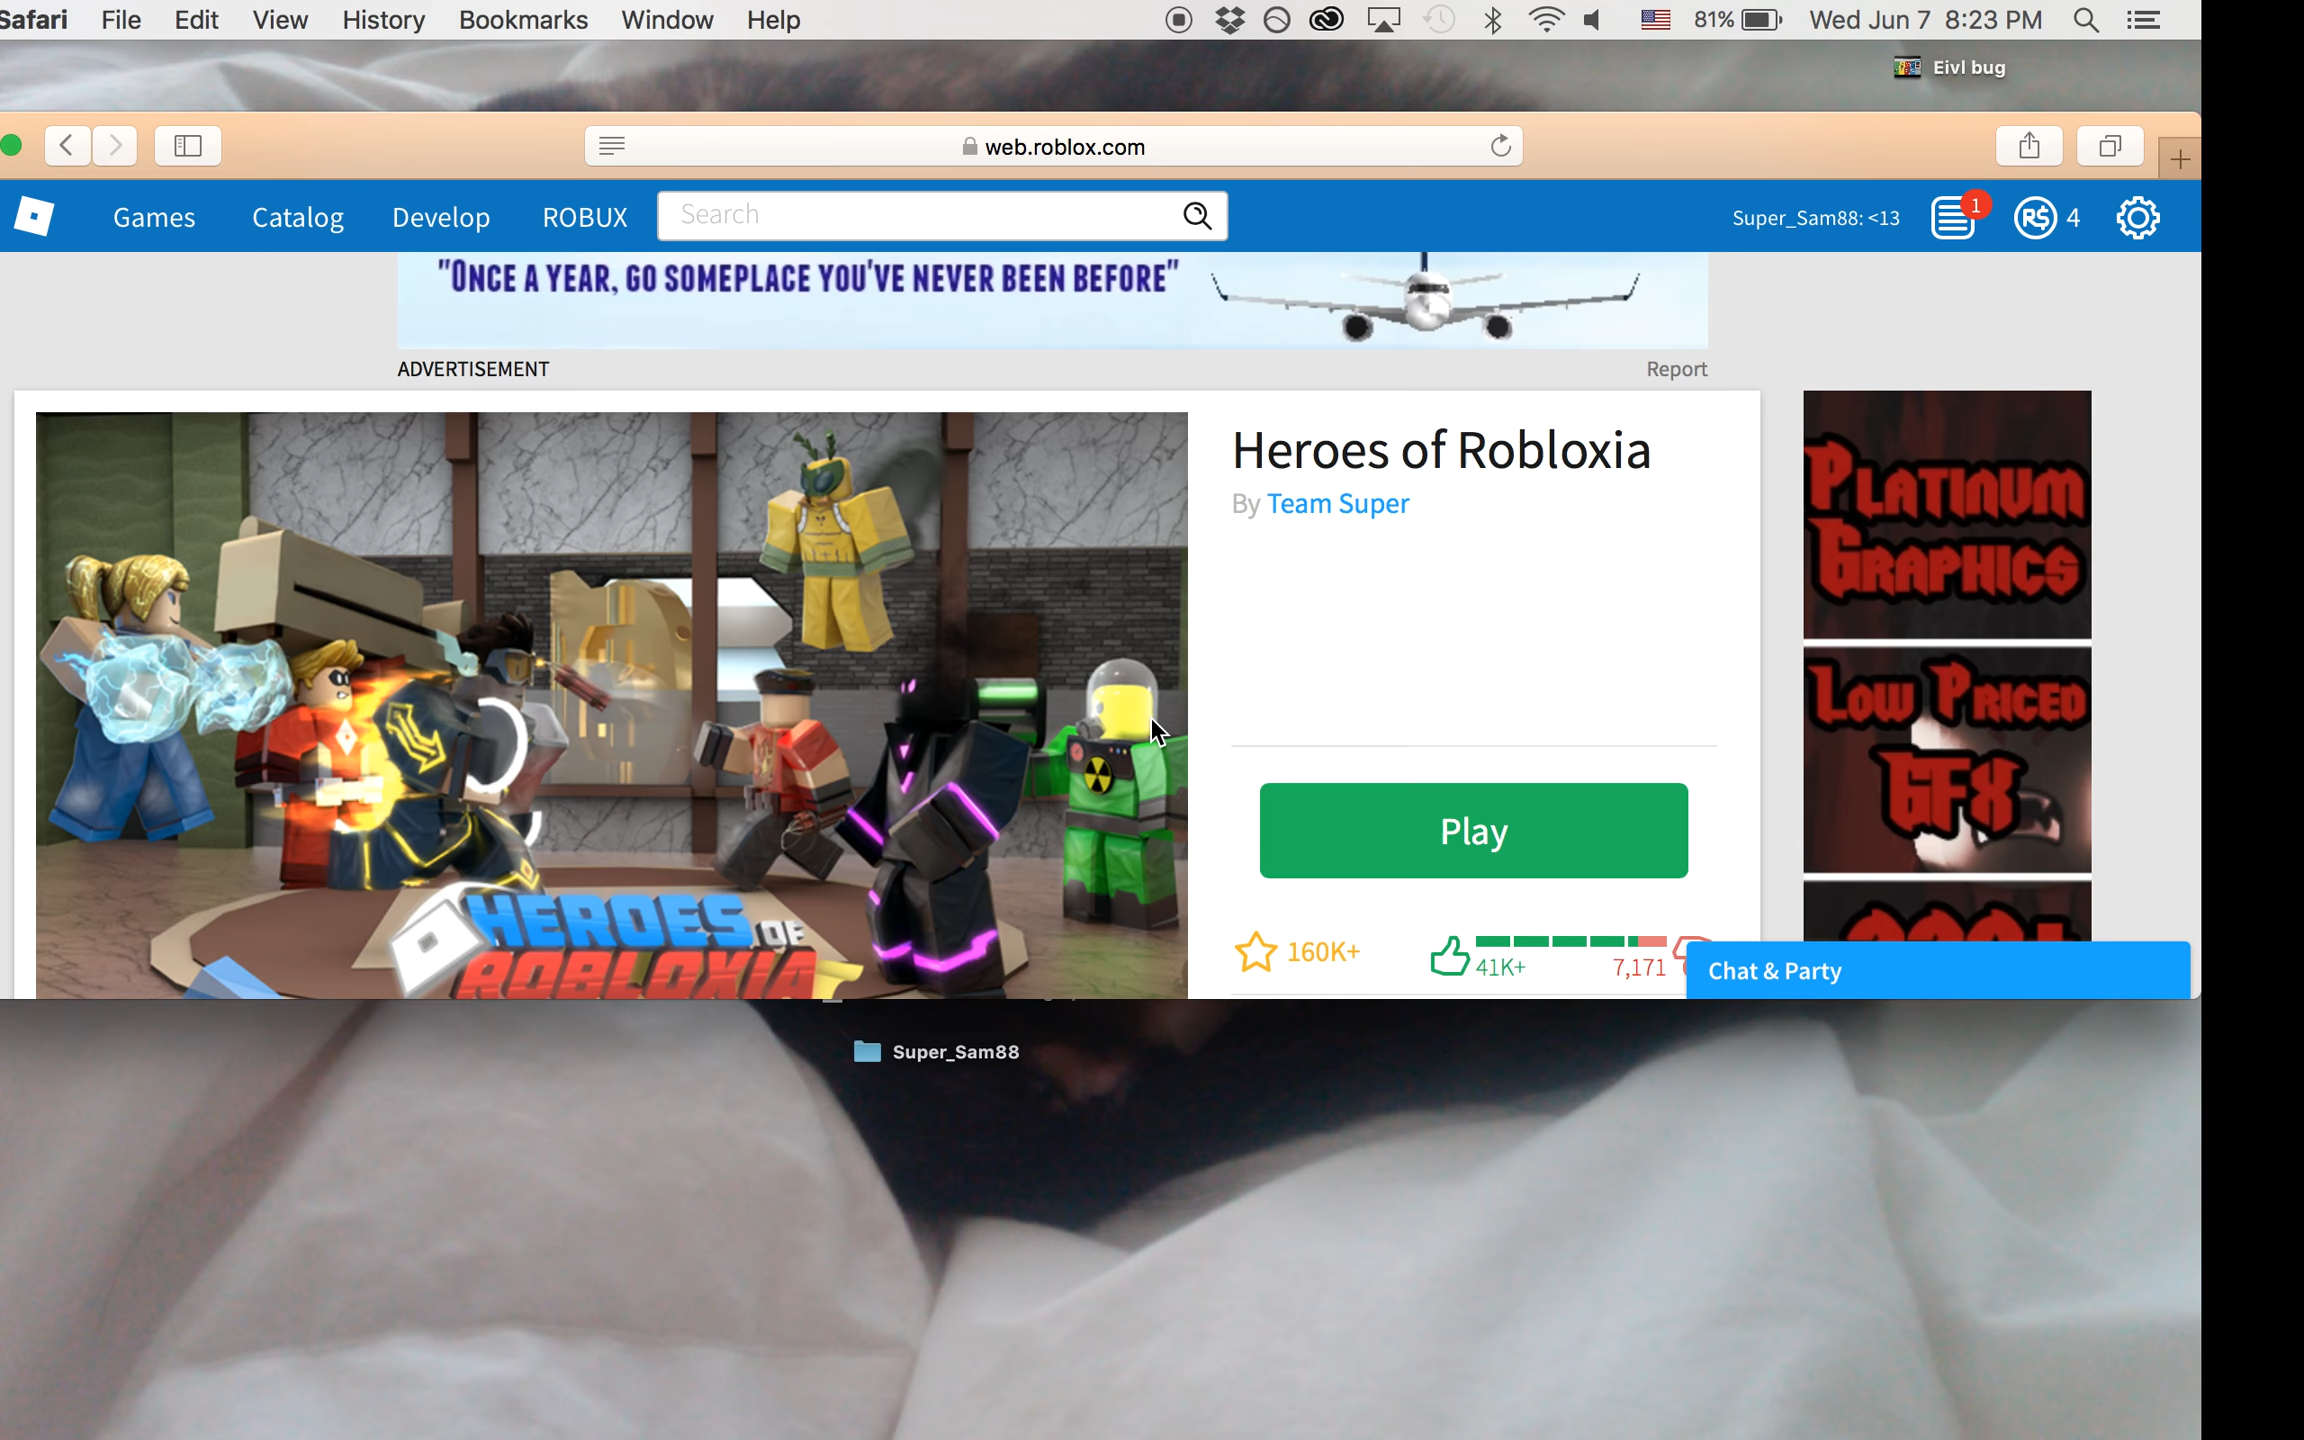 Safari File Edit View History Bookmarks Window Help 81% Wed Jun 7 8:23 PM
Eivl bug
web.roblox.com
Games Catalog Develop ROBUX Search Super_Sam88: <13 1 R$ 4
"ONCE A YEAR, GO SOMEPLACE YOU'VE NEVER BEEN BEFORE"
ADVERTISEMENT Report
Heroes of Robloxia
By Team Super
Play
160K+ 41K+ 7,171
HEROES OF
ROBLOXIA
PLATINUM
GRAPHICS
LOW PRICED
GFX
Chat & Party
Super_Sam88